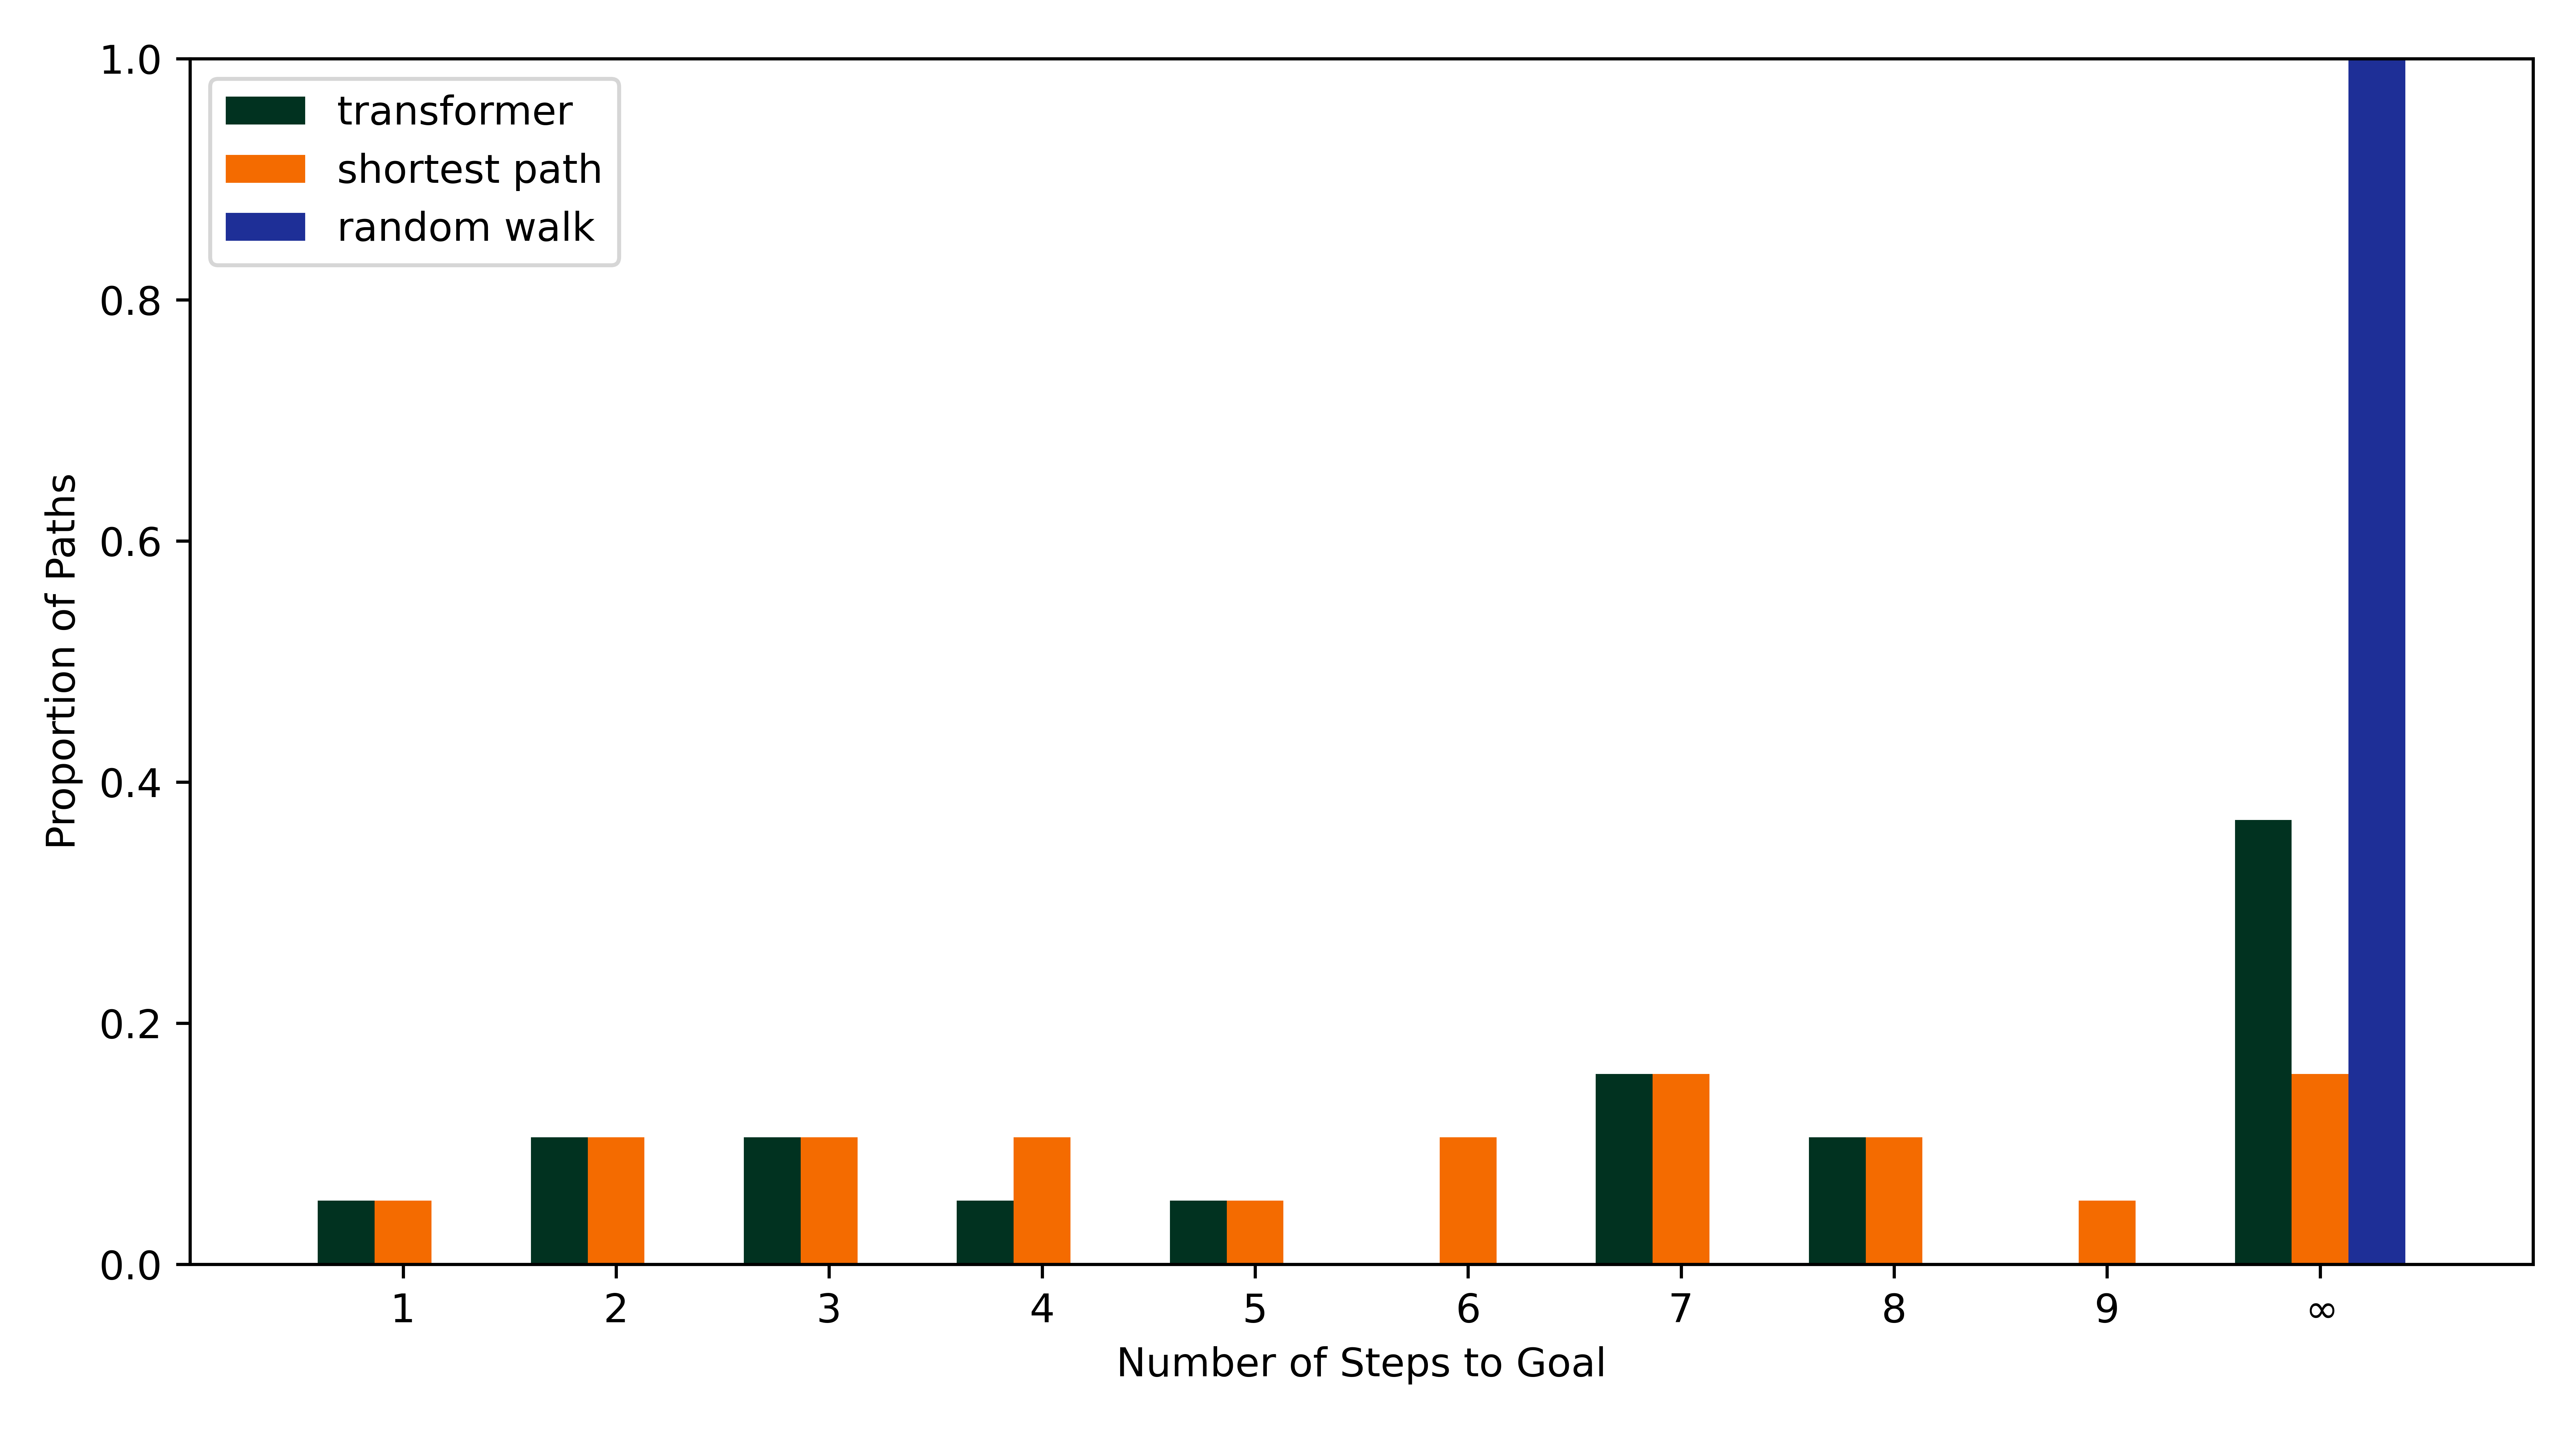 1.0
0.8
0.6
0.4
0.2
0.0
Proportion of Paths
transformer
shortest path
random walk
1 2 3 4 5 6 7 8 9 ∞
Number of Steps to Goal